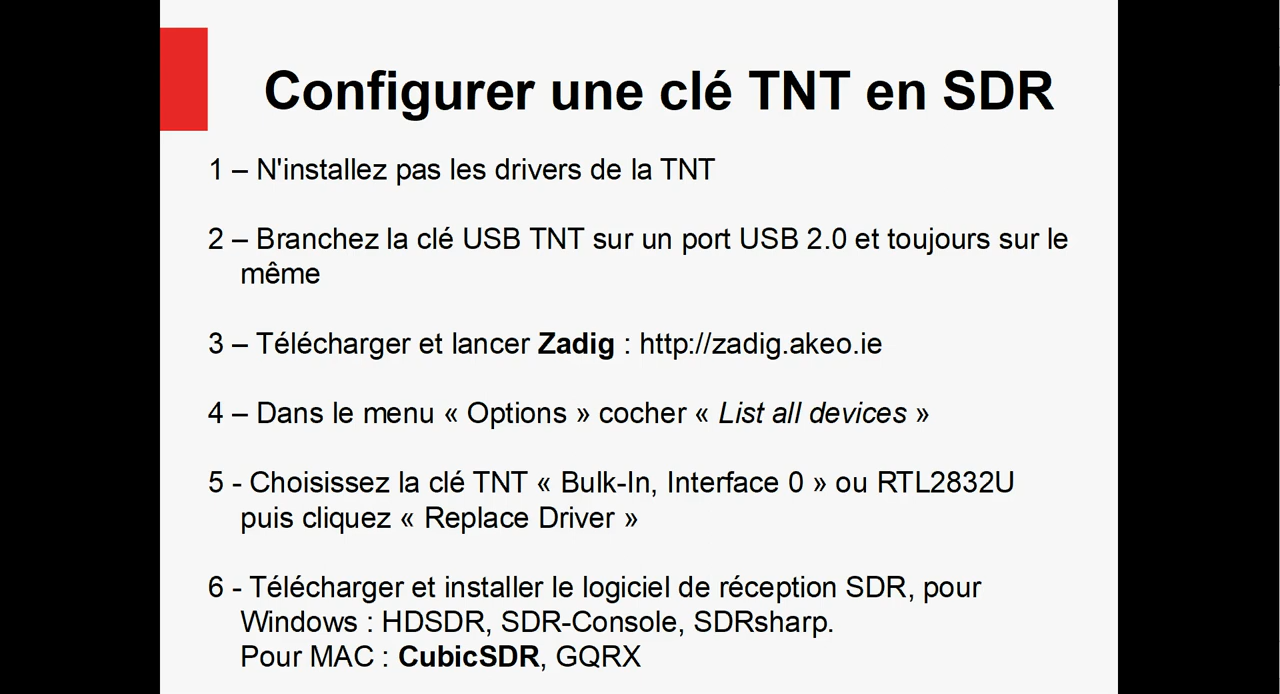 Configurer une clé TNT en SDR
1 – N'installez pas les drivers de la TNT
2 – Branchez la clé USB TNT sur un port USB 2.0 et toujours sur le
même
3 – Télécharger et lancer Zadig : http://zadig.akeo.ie
4 – Dans le menu « Options » cocher « List all devices »
5 - Choisissez la clé TNT « Bulk-In, Interface 0 » ou RTL2832U
puis cliquez « Replace Driver »
6 - Télécharger et installer le logiciel de réception SDR, pour
Windows : HDSDR, SDR-Console, SDRsharp.
Pour MAC : CubicSDR, GQRX